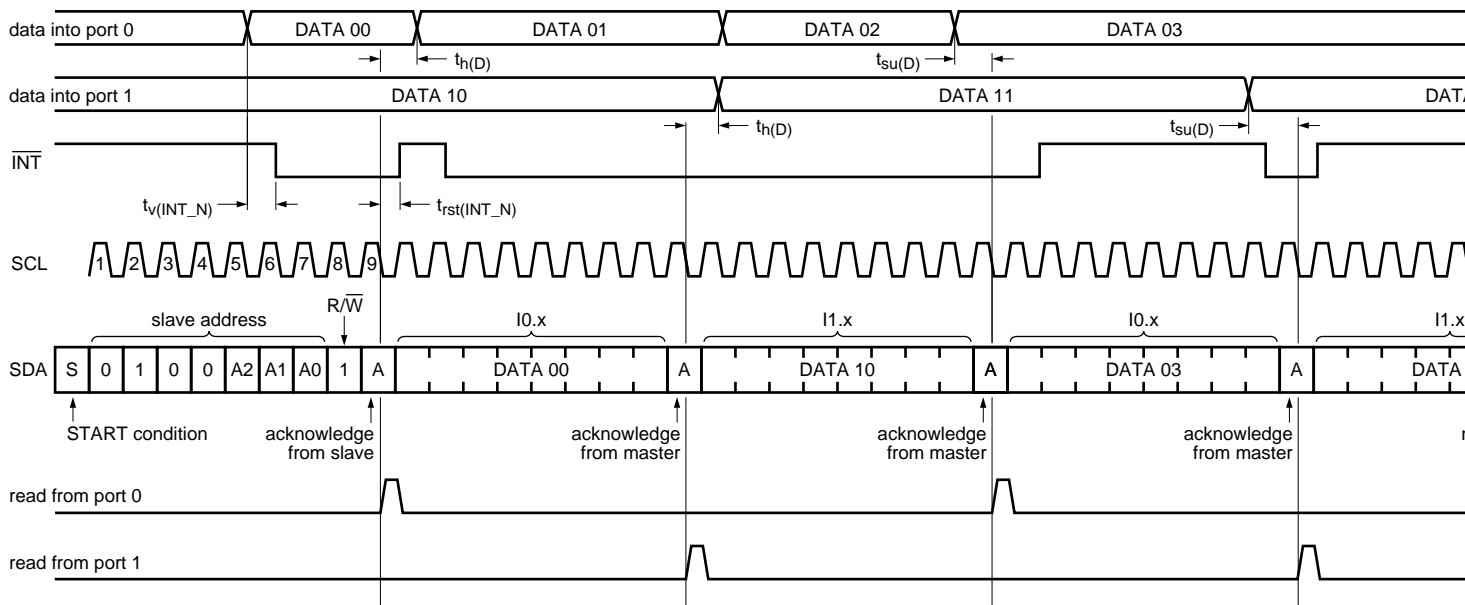 data into port 0
DATA 00
DATA 01
DATA 02
DATA 03
th(D)
tsu(D)
data into port 1
DATA 10
DATA 11
DATA
th(D)
tsu(D)
INT
tv(INT_N)
trst(INT_N)
SCL
1 2 3 4 5 6 7 8 9
R/W
slave address
I0.x
I1.x
I0.x
I1.x
SDA
S 0 1 0 0 A2 A1 A0 1 A
DATA 00
A
DATA 10
A
DATA 03
A
DATA
START condition
acknowledge
from slave
acknowledge
from master
acknowledge
from master
acknowledge
from master
read from port 0
read from port 1